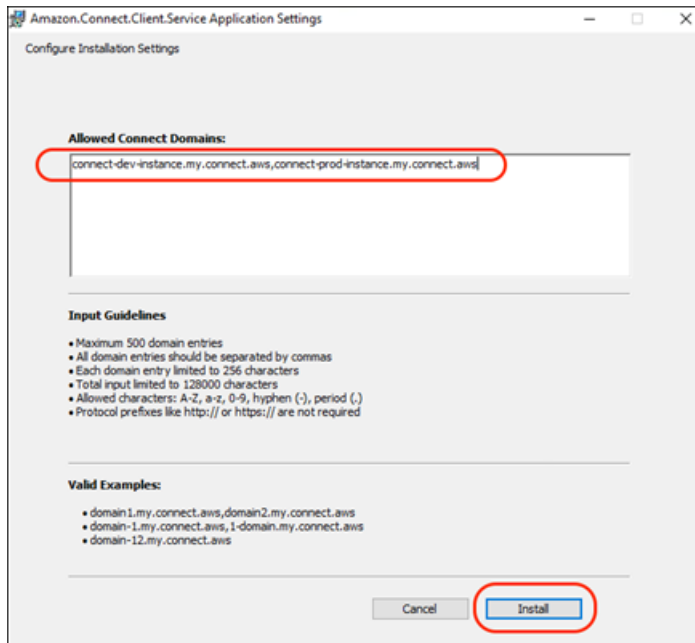 Amazon.Connect.Client.Service Application Settings
Configure Installation Settings
Allowed Connect Domains:
connect-dev-instance.my.connect.aws,connect-prod-instance.my.connect.aws
Input Guidelines
• Maximum 500 domain entries
• All domain entries should be separated by commas
• Each domain entry limited to 256 characters
• Total input limited to 128000 characters
• Allowed characters: A-Z, a-z, 0-9, hyphen (-), period (.)
• Protocol prefixes like http:// or https:// are not required
Valid Examples:
• domain1.my.connect.aws,domain2.my.connect.aws
• domain-1.my.connect.aws,1-domain.my.connect.aws
• domain-12.my.connect.aws
Cancel Install